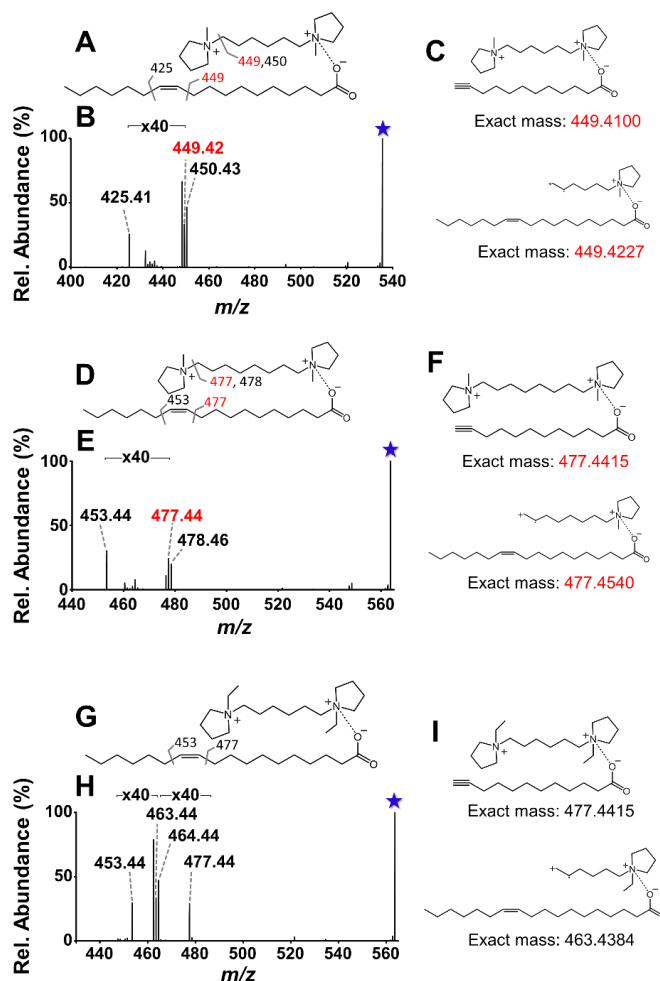 A
N
+
N
+
449,450
425
449
O
−
O
B
x40
449.42
450.43
425.41
Rel. Abundance (%)
100
50
0
400 420 440 460 480 500 520 540
m/z
C
N
+
N
+
O
−
O
Exact mass: 449.4100
+
N
+
O
−
O
Exact mass: 449.4227
D
N
+
N
+
477, 478
453
477
O
−
O
E
x40
453.44
477.44
478.46
Rel. Abundance (%)
100
50
0
440 460 480 500 520 540 560
m/z
F
N
+
N
+
O
−
O
Exact mass: 477.4415
+
N
+
O
−
O
Exact mass: 477.4540
G
N
+
N
+
453
477
O
−
O
H
x40 x40
463.44
464.44
453.44
477.44
Rel. Abundance (%)
100
50
0
440 460 480 500 520 540 560
m/z
I
N
+
N
+
O
−
O
Exact mass: 477.4415
+
N
+
O
−
O
Exact mass: 463.4384